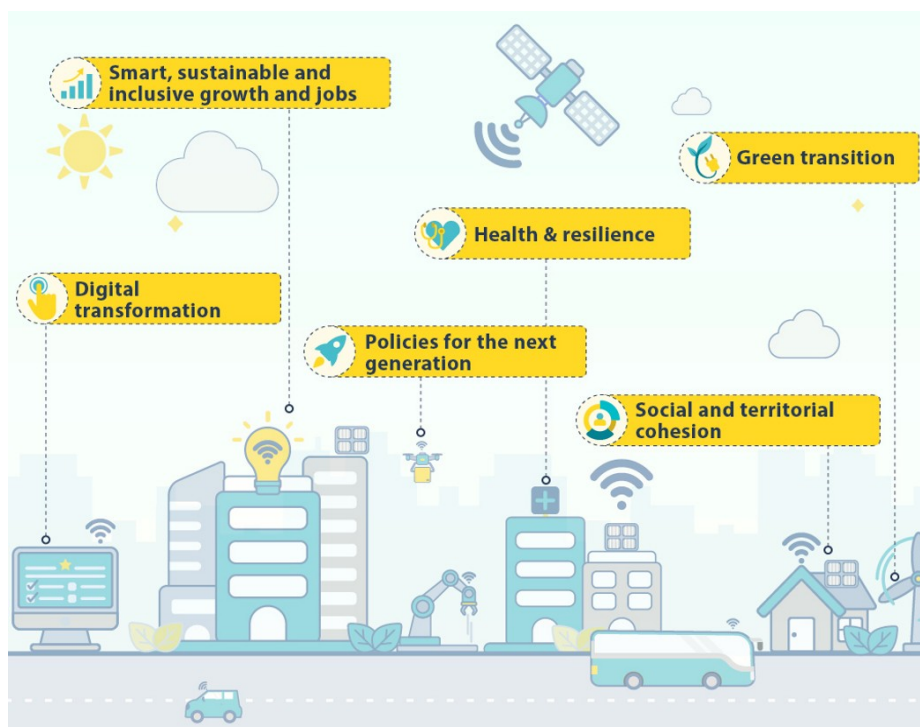 Smart, sustainable and
inclusive growth and jobs
Green transition
Health & resilience
Digital
transformation
Policies for the next
generation
Social and territorial
cohesion